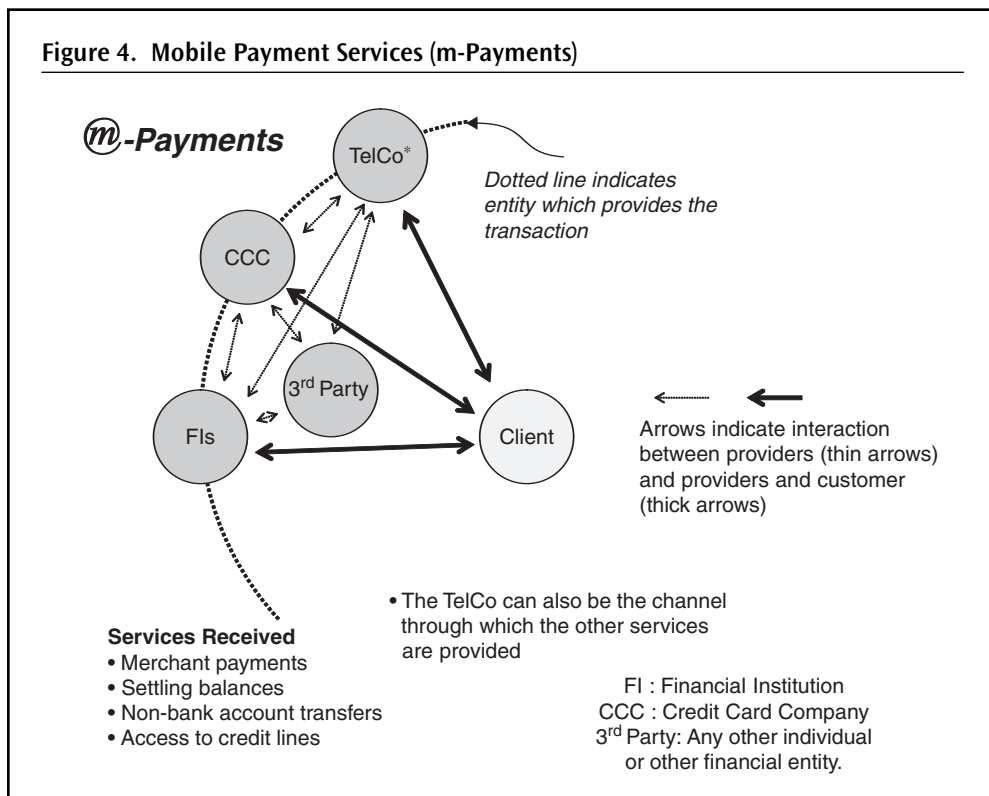 Figure 4. Mobile Payment Services (m-Payments)
m-Payments
TelCo*
Dotted line indicates
entity which provides the
transaction
CCC
3rd Party
FIs
Client
Arrows indicate interaction
between providers (thin arrows)
and providers and customer
(thick arrows)
• The TelCo can also be the channel
through which the other services
are provided
Services Received
• Merchant payments
• Settling balances
• Non-bank account transfers
• Access to credit lines
FI : Financial Institution
CCC : Credit Card Company
3rd Party: Any other individual
or other financial entity.